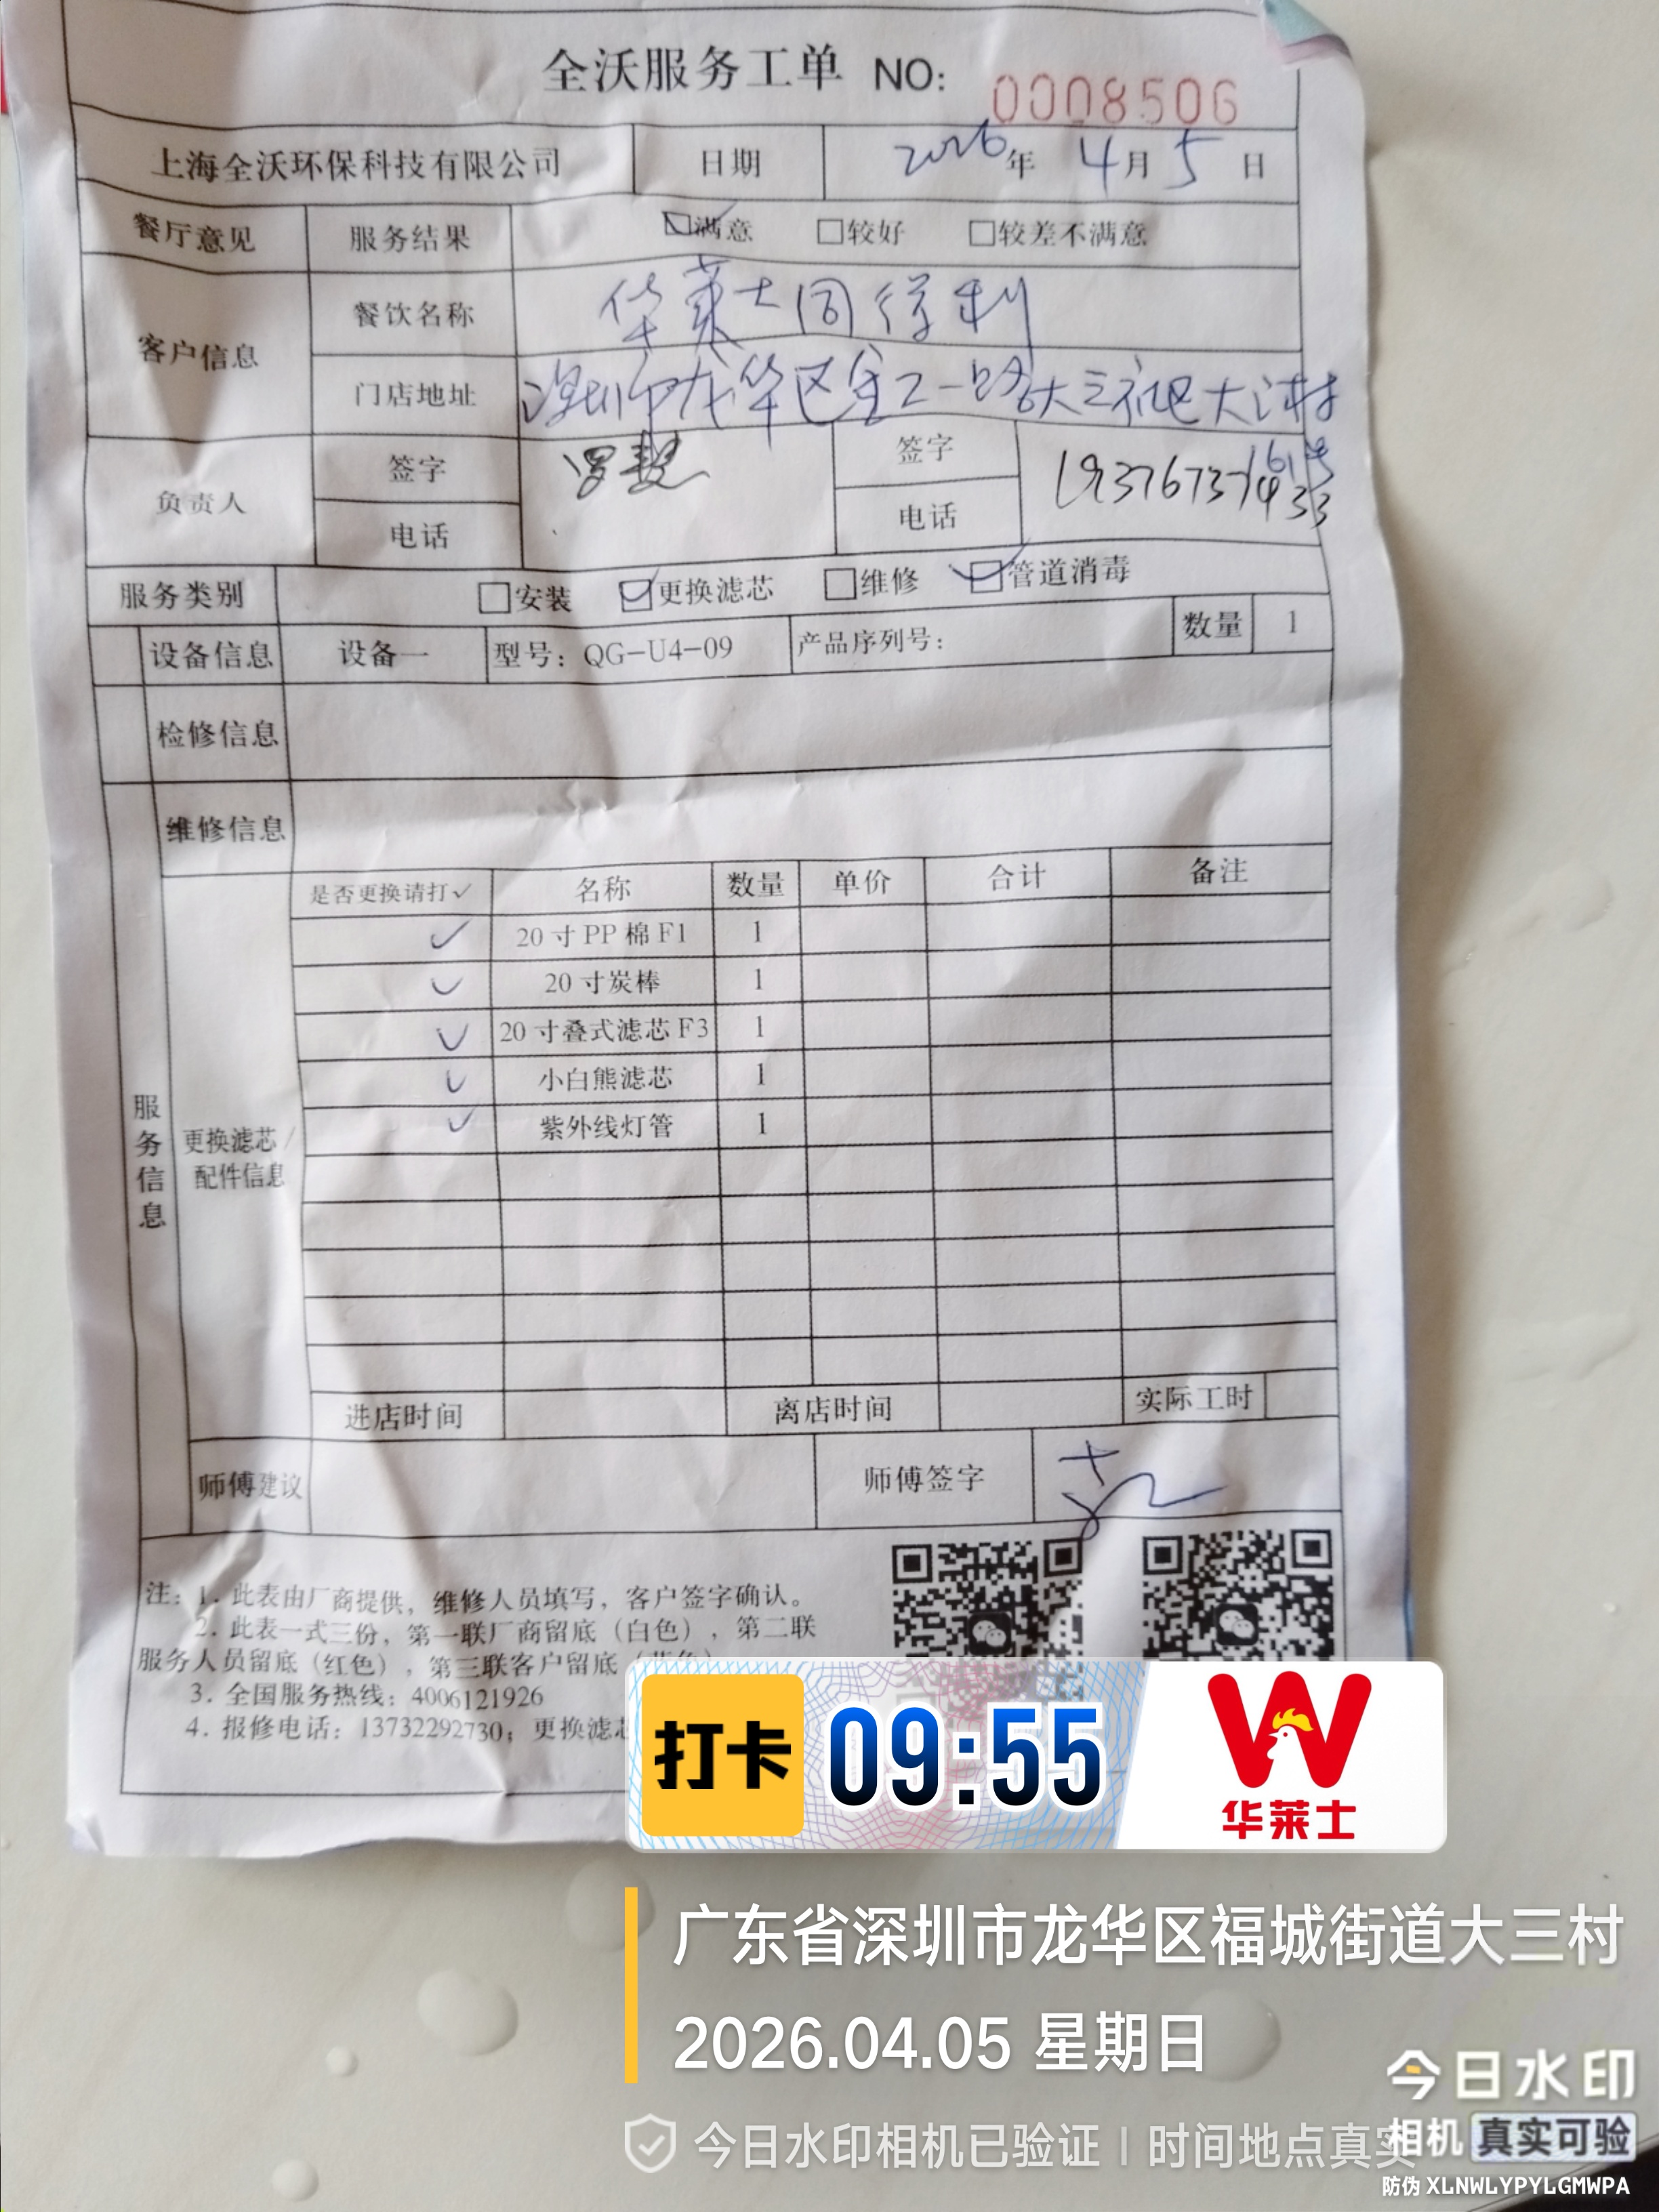 全沃服务工单 NO: 0008506
上海全沃环保科技有限公司 日期 2026年 4月 5日
餐厅意见 服务结果 满意 较好 较差不满意
客户信息 餐饮名称 华莱士同得利
门店地址 深圳市龙华区 一路大三 大 村
161号
负责人 签字 罗 签字
电话 电话 19376737433
服务类别 安装 更换滤芯 维修 管道消毒
设备信息 设备一 型号：QG-U4-09 产品序列号： 数量 1
检修信息
维修信息
服务信息
更换滤芯/
配件信息
是否更换请打✓ 名称 数量 单价 合计 备注
✓ 20寸PP棉F1 1
✓ 20寸炭棒 1
✓ 20寸叠式滤芯F3 1
✓ 小白熊滤芯 1
✓ 紫外线灯管 1
进店时间 离店时间 实际工时
师傅建议 师傅签字
注：1. 此表由厂商提供，维修人员填写，客户签字确认。
2. 此表一式三份，第一联厂商留底（白色），第二联
服务人员留底（红色），第三联客户留底
3. 全国服务热线：4006121926
4. 报修电话：13732292730；更换滤芯
打卡 09:55
华莱士
广东省深圳市龙华区福城街道大三村
2026.04.05 星期日
今日水印相机已验证 | 时间地点真实
今日水印
相机 真实可验
防伪 XLNWLYPYLGMWPA